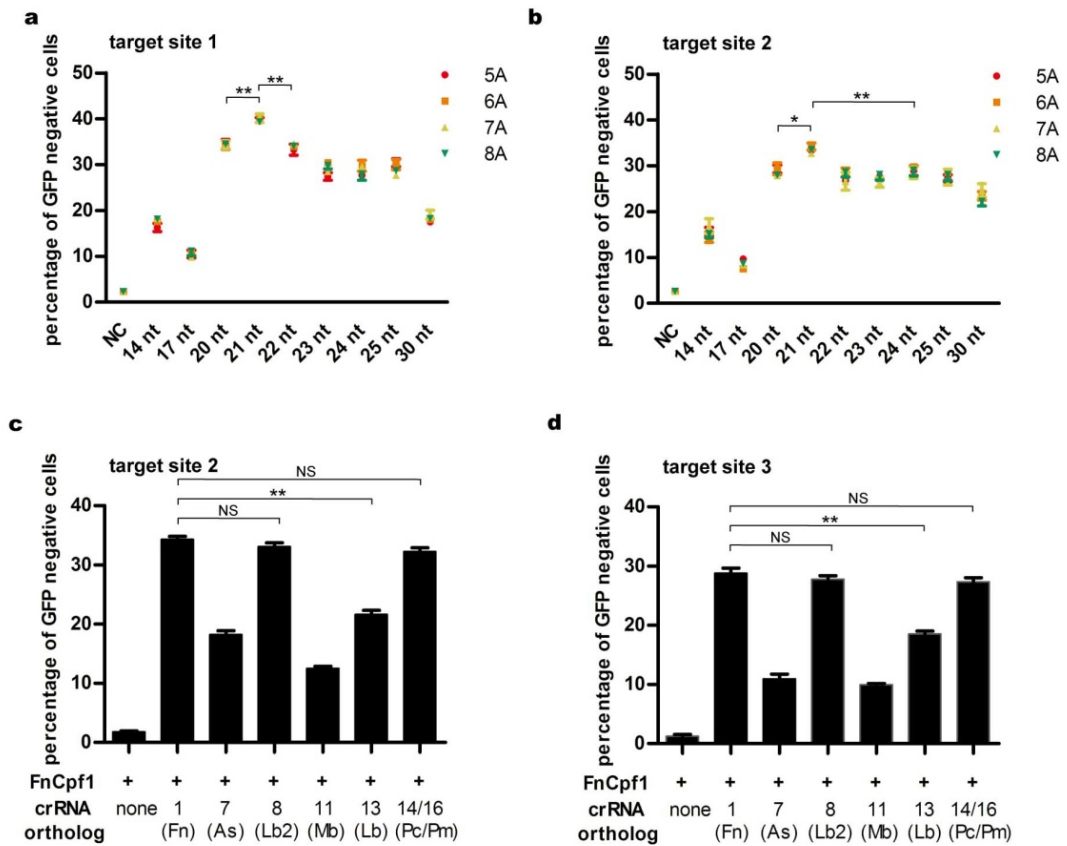 a
target site 1
percentage of GFP negative cells
50
40
30
20
10
0
**
**
5A
6A
7A
8A
NC
14 nt
17 nt
20 nt
21 nt
22 nt
23 nt
24 nt
25 nt
30 nt
b
target site 2
percentage of GFP negative cells
50
40
30
20
10
0
*
**
5A
6A
7A
8A
NC
14 nt
17 nt
20 nt
21 nt
22 nt
23 nt
24 nt
25 nt
30 nt
c
target site 2
percentage of GFP negative cells
40
30
20
10
0
NS
**
NS
FnCpf1 + + + + + + +
crRNA none 1 7 8 11 13 14/16
ortholog (Fn) (As) (Lb2) (Mb) (Lb) (Pc/Pm)
d
target site 3
percentage of GFP negative cells
40
30
20
10
0
NS
**
NS
FnCpf1 + + + + + + +
crRNA none 1 7 8 11 13 14/16
ortholog (Fn) (As) (Lb2) (Mb) (Lb) (Pc/Pm)